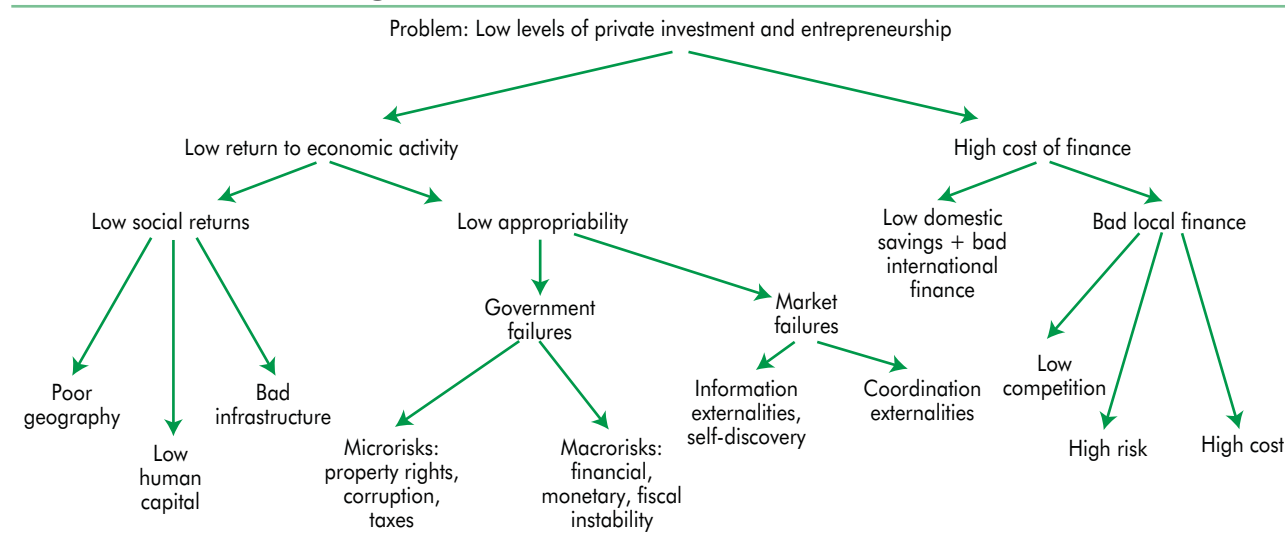 Problem: Low levels of private investment and entrepreneurship
Low return to economic activity
High cost of finance
Low social returns
Low appropriability
Low domestic
savings + bad
international
finance
Bad local finance
Government
failures
Market
failures
Poor
geography
Low
human
capital
Bad
infrastructure
Microrisks:
property rights,
corruption,
taxes
Macrorisks:
financial,
monetary, fiscal
instability
Information
externalities,
self-discovery
Coordination
externalities
Low
competition
High risk
High cost